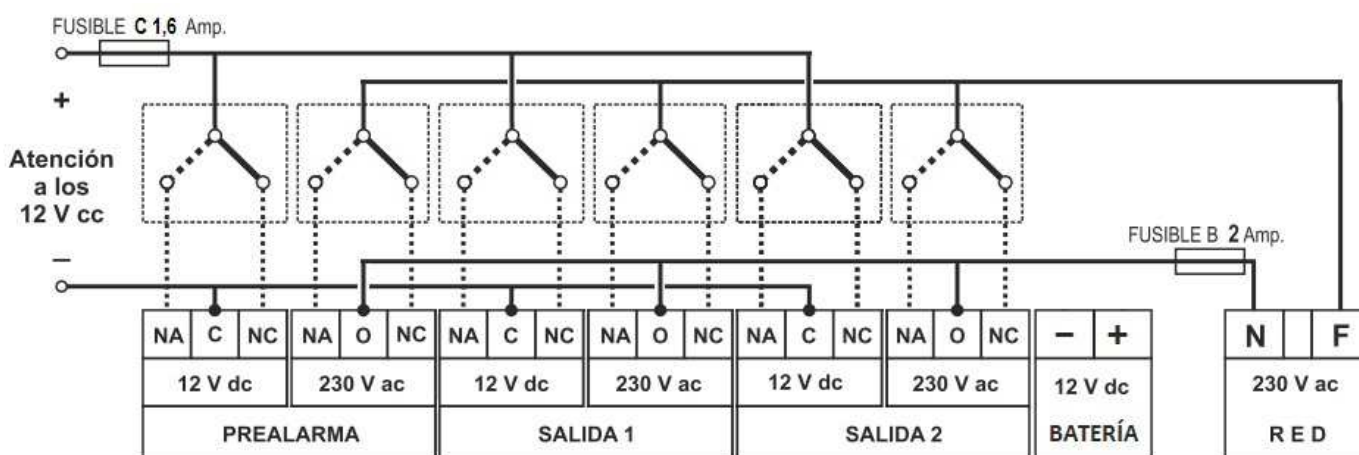 FUSIBLE C 1,6 Amp.
+
Atención
a los
12 V cc
FUSIBLE B 2 Amp.
–
NA C NC NA O NC NA C NC NA O NC NA C NC NA O NC – + N F
12 V dc 230 V ac 12 V dc 230 V ac 12 V dc 230 V ac 12 V dc 230 V ac
PREALARMA SALIDA 1 SALIDA 2 BATERÍA R E D